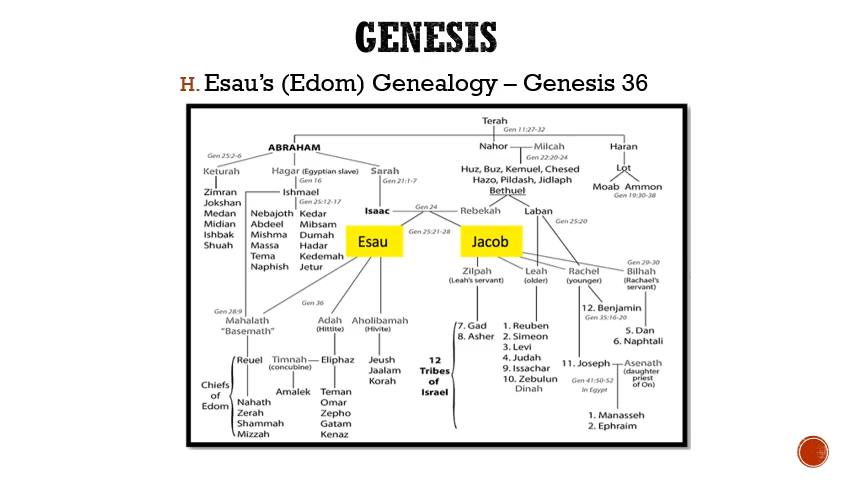 GENESIS
H. Esau's (Edom) Genealogy – Genesis 36
Terah
Gen 11:27-32
ABRAHAM
Nahor
Milcah
Haran
Gen 25:2-6
Gen 22:20-24
Keturah
Hagar (Egyptian slave)
Sarah
Huz, Buz, Kemuel, Chesed
Hazo, Pildash, Jidlaph
Bethuel
Lot
Gen 16
Gen 21:1-7
Moab Ammon
Gen 19:30-38
Zimran
Jokshan
Medan
Midian
Ishbak
Shuah
Ishmael
Gen 25:12-17
Nebajoth
Abdeel
Mishma
Massa
Tema
Naphish
Kedar
Mibsam
Dumah
Hadar
Kedemah
Jetur
Isaac
Gen 24
Rebekah
Laban
Gen 25:20
Gen 25:21-28
Esau
Jacob
Gen 29-30
Zilpah
(Leah's servant)
Leah
(older)
Rachel
(younger)
Bilhah
(Rachael's
servant)
Gen 28:9
Gen 36
Mahalath
"Basemath"
Adah
(Hittite)
Aholibamah
(Hivite)
12. Benjamin
Gen 35:16-20
7. Gad
8. Asher
1. Reuben
2. Simeon
3. Levi
4. Judah
9. Issachar
10. Zebulun
Dinah
5. Dan
6. Naphtali
Chiefs
of
Edom
Reuel
Timnah
(concubine)
Eliphaz
Jeush
Jaalam
Korah
12
Tribes
of
Israel
11. Joseph
Asenath
(daughter
priest
of On)
Gen 41:50-52
In Egypt
Amalek
Nahath
Zerah
Shammah
Mizzah
Teman
Omar
Zepho
Gatam
Kenaz
1. Manasseh
2. Ephraim